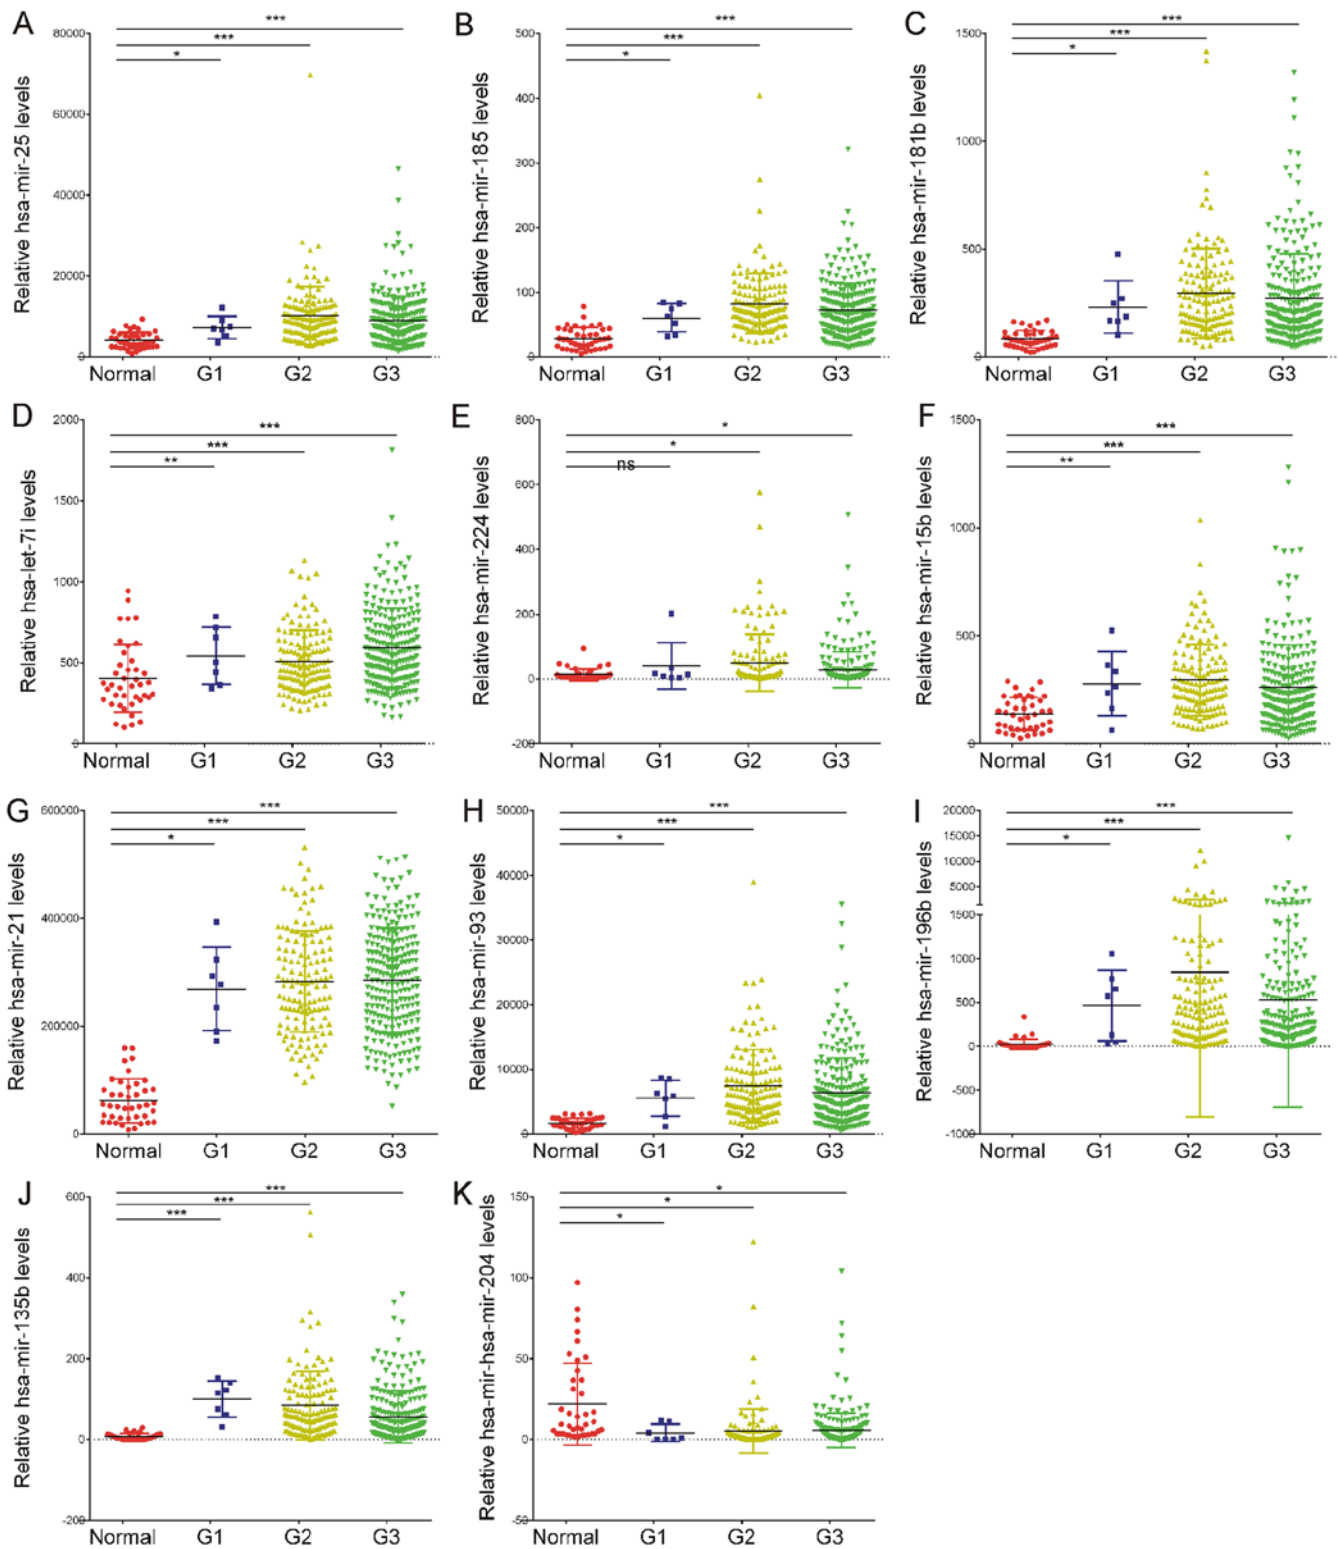 A
Relative hsa-mir-25 levels
***
***
*
80000
60000
40000
20000
0
Normal G1 G2 G3
B
Relative hsa-mir-185 levels
***
***
*
500
400
300
200
100
0
Normal G1 G2 G3
C
Relative hsa-mir-181b levels
***
***
*
1500
1000
500
0
Normal G1 G2 G3
D
Relative hsa-let-7i levels
***
***
**
2000
1500
1000
500
0
Normal G1 G2 G3
E
Relative hsa-mir-224 levels
*
*
ns
800
600
400
200
0
-200
Normal G1 G2 G3
F
Relative hsa-mir-15b levels
***
***
**
1500
1000
500
0
Normal G1 G2 G3
G
Relative hsa-mir-21 levels
***
***
*
600000
400000
200000
0
Normal G1 G2 G3
H
Relative hsa-mir-93 levels
***
***
*
50000
40000
30000
20000
10000
0
Normal G1 G2 G3
I
Relative hsa-mir-196b levels
***
***
*
20000
15000
10000
5000
1500
1000
500
0
-500
-1000
Normal G1 G2 G3
J
Relative hsa-mir-135b levels
***
***
***
600
400
200
0
-200
Normal G1 G2 G3
K
Relative hsa-mir-hsa-mir-204 levels
*
*
*
150
100
50
0
-50
Normal G1 G2 G3